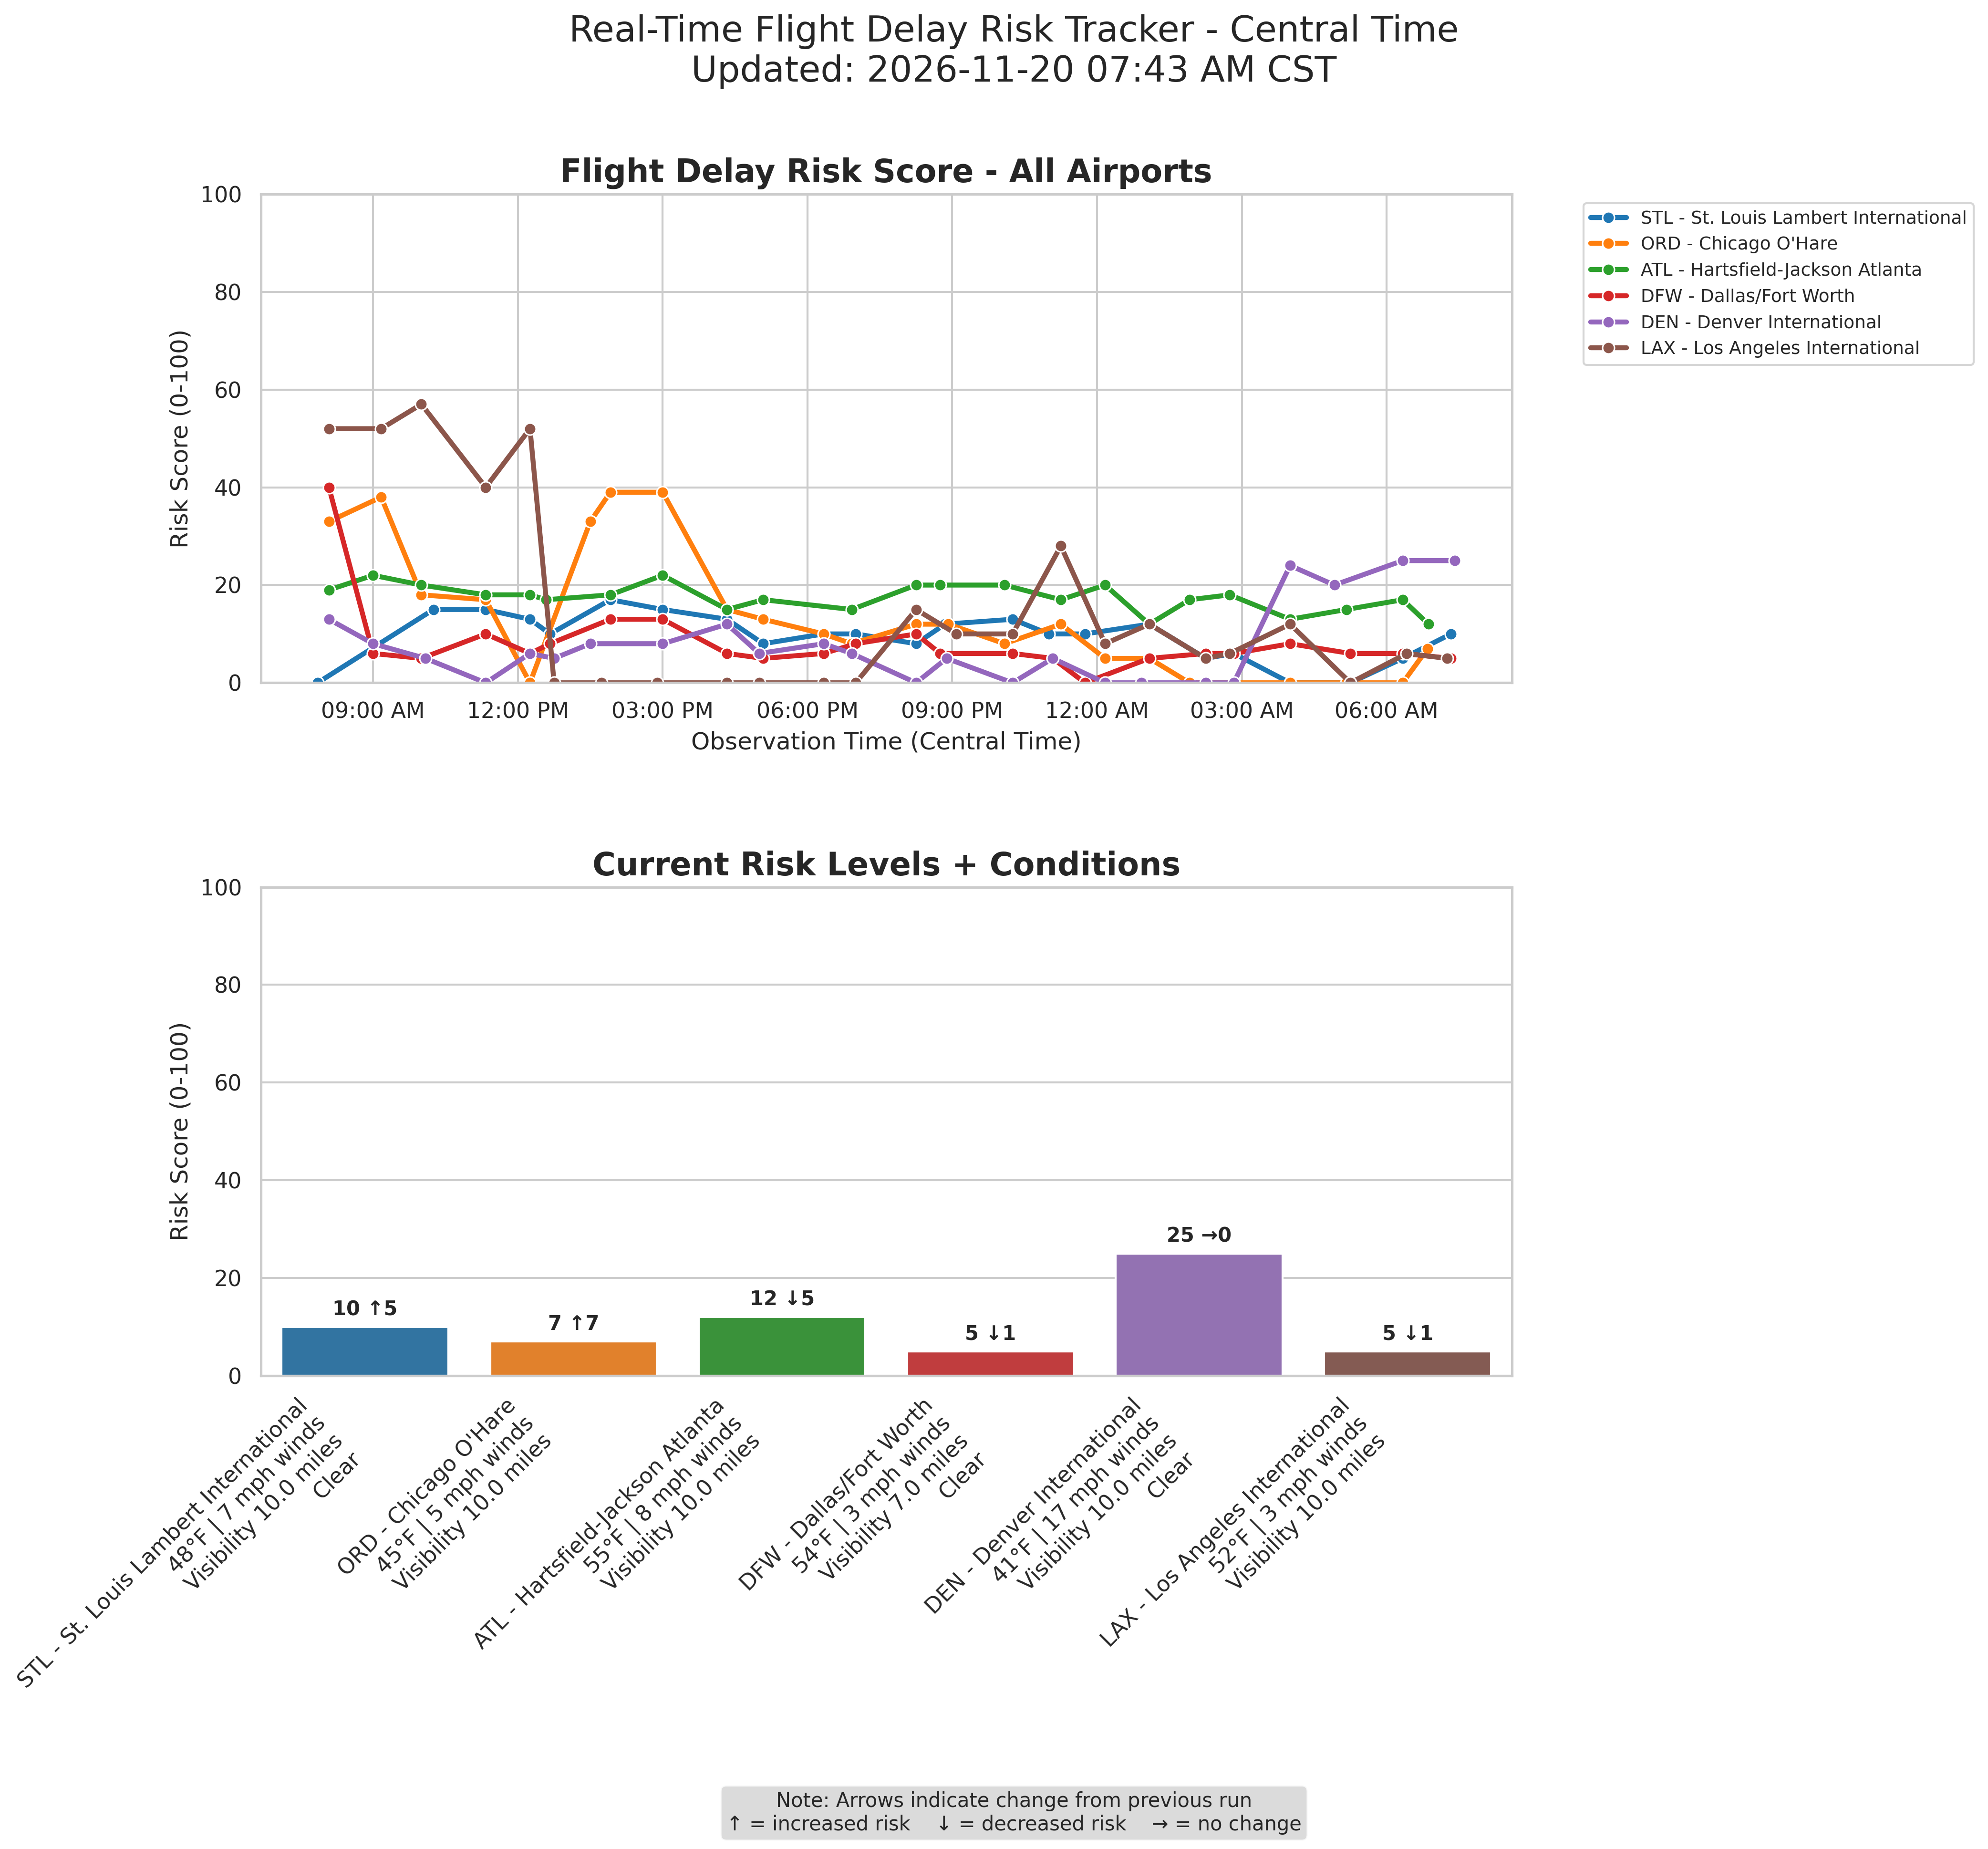 Real-Time Flight Delay Risk Tracker - Central Time
Updated: 2026-11-20 07:43 AM CST
Flight Delay Risk Score - All Airports
100
80
60
40
20
0
Risk Score (0-100)
09:00 AM
12:00 PM
03:00 PM
06:00 PM
09:00 PM
12:00 AM
03:00 AM
06:00 AM
Observation Time (Central Time)
STL - St. Louis Lambert International
ORD - Chicago O'Hare
ATL - Hartsfield-Jackson Atlanta
DFW - Dallas/Fort Worth
DEN - Denver International
LAX - Los Angeles International
Current Risk Levels + Conditions
100
80
60
40
20
0
Risk Score (0-100)
10 ↑5
7 ↑7
12 ↓5
5 ↓1
25 →0
5 ↓1
STL - St. Louis Lambert International
48°F | 7 mph winds
Visibility 10.0 miles
Clear
ORD - Chicago O'Hare
45°F | 5 mph winds
Visibility 10.0 miles
ATL - Hartsfield-Jackson Atlanta
55°F | 8 mph winds
Visibility 10.0 miles
DFW - Dallas/Fort Worth
54°F | 3 mph winds
Visibility 7.0 miles
Clear
DEN - Denver International
41°F | 17 mph winds
Visibility 10.0 miles
Clear
LAX - Los Angeles International
52°F | 3 mph winds
Visibility 10.0 miles
Note: Arrows indicate change from previous run
↑ = increased risk ↓ = decreased risk → = no change